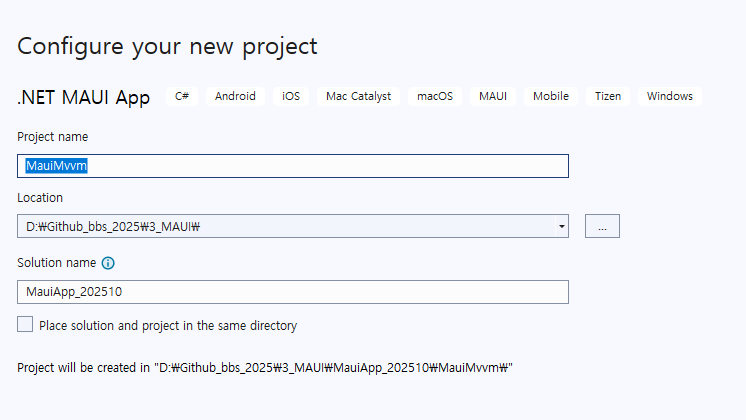 Configure your new project
.NET MAUI App C# Android iOS Mac Catalyst macOS MAUI Mobile Tizen Windows
Project name
MauiMvvm
Location
D:₩Github_bbs_2025₩3_MAUI₩
...
Solution name
MauiApp_202510
Place solution and project in the same directory
Project will be created in "D:₩Github_bbs_2025₩3_MAUI₩MauiApp_202510₩MauiMvvm₩"